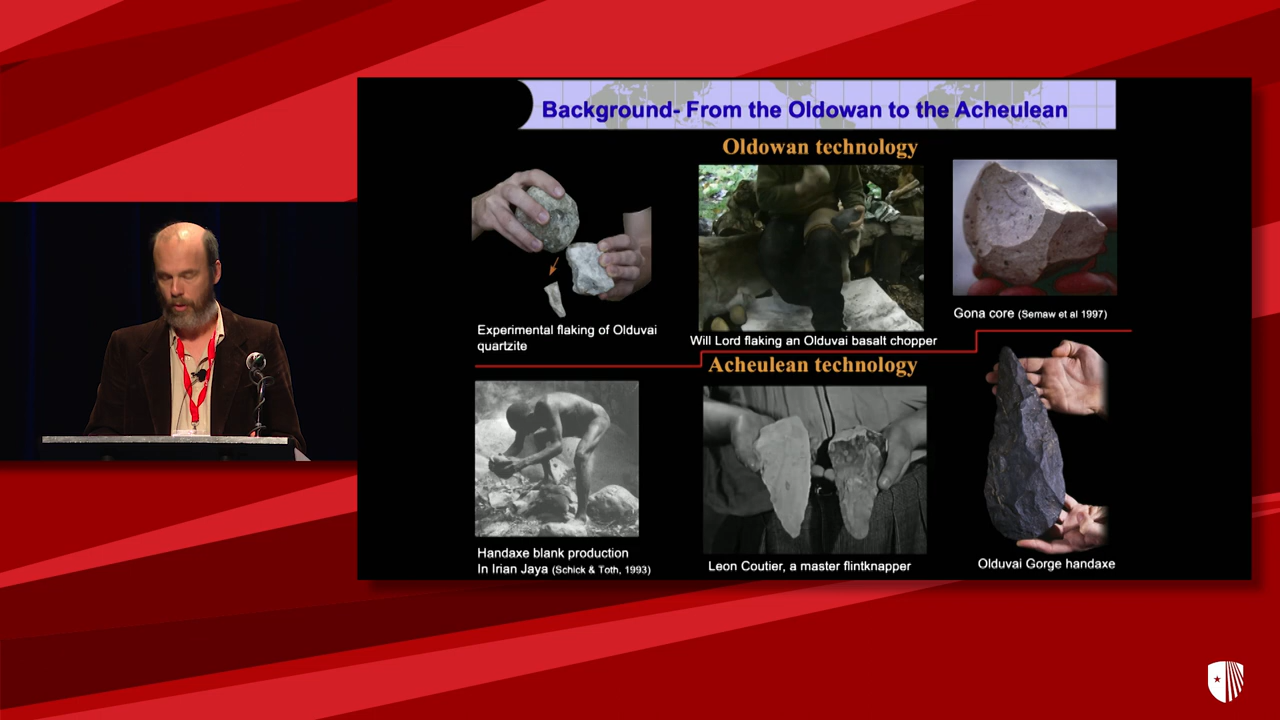 Background- From the Oldowan to the Acheulean
Oldowan technology
Experimental flaking of Olduvai
quartzite
Will Lord flaking an Olduvai basalt chopper
Gona core (Semaw et al 1997)
Acheulean technology
Handaxe blank production
In Irian Jaya (Schick & Toth, 1993)
Leon Coutier, a master flintknapper
Olduvai Gorge handaxe